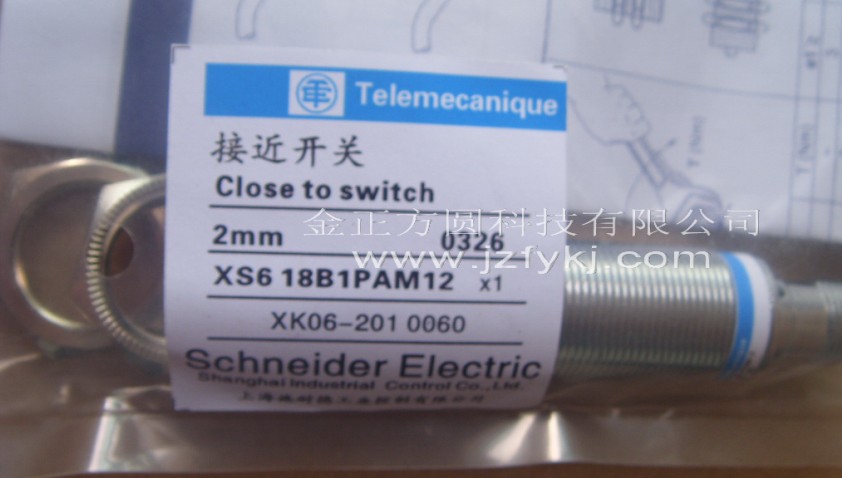 Telemecanique
接近开关
Close to switch
2mm 0326
XS6 18B1PAM12 x1
XK06-201 0060
Schneider Electric
Shanghai Industrial Control Co., Ltd.
金正方圆科技有限公司
www.jzfykj.com